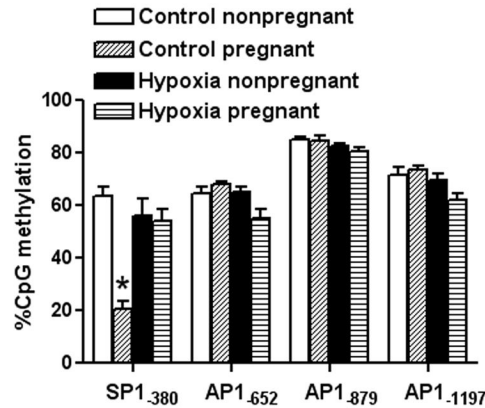 Control nonpregnant
Control pregnant
Hypoxia nonpregnant
Hypoxia pregnant
100
80
60
40
20
0
%CpG methylation
*
SP1-380 AP1-652 AP1-879 AP1-1197